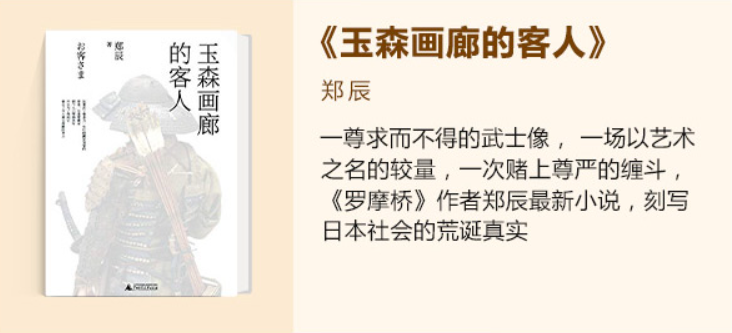 玉森画廊
的客人
郑辰
著
お客さま
《玉森画廊的客人》
郑辰
一尊求而不得的武士像，一场以艺术
之名的较量，一次赌上尊严的缠斗，
《罗摩桥》作者郑辰最新小说，刻写
日本社会的荒诞真实